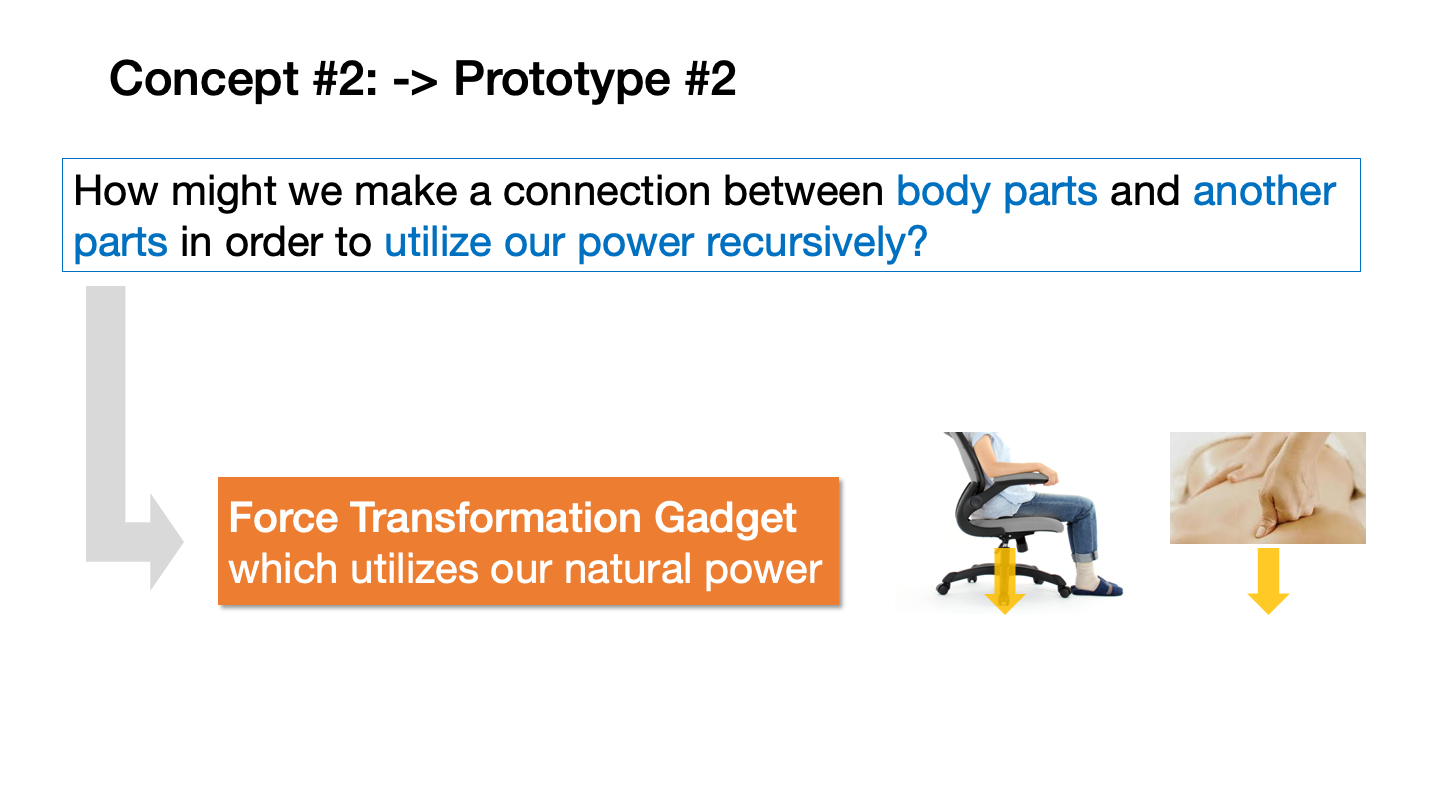 Concept #2: -> Prototype #2
How might we make a connection between body parts and another
parts in order to utilize our power recursively?
Force Transformation Gadget
which utilizes our natural power